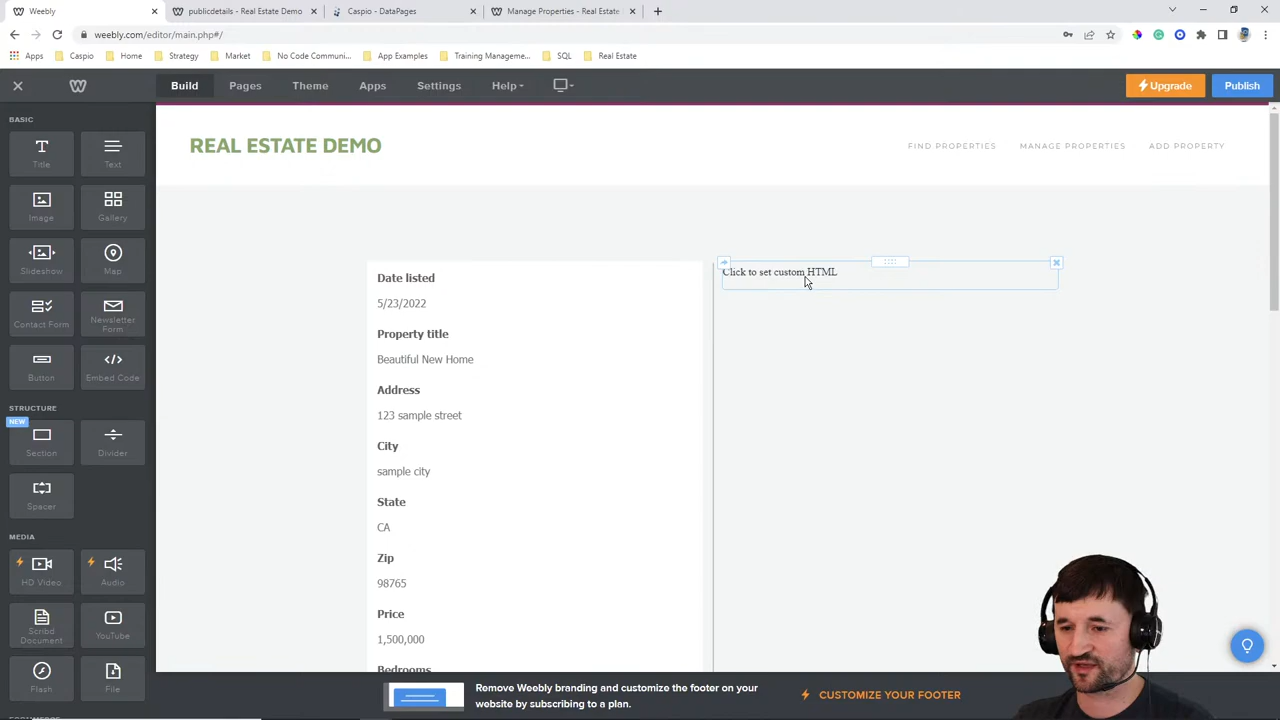 Weebly
publicdetails - Real Estate Demo
Caspio - DataPages
Manage Properties - Real Estate
weebly.com/editor/main.php#/
Apps
Caspio
Home
Strategy
Market
No Code Communi...
App Examples
Training Manageme...
SQL
Real Estate
Build
Pages
Theme
Apps
Settings
Help
Upgrade
Publish
BASIC
Title
Text
Image
Gallery
Slideshow
Map
Contact Form
Newsletter
Form
Button
Embed Code
STRUCTURE
NEW
Section
Divider
Spacer
MEDIA
HD Video
Audio
Scribd
Document
YouTube
Flash
File
REAL ESTATE DEMO
FIND PROPERTIES
MANAGE PROPERTIES
ADD PROPERTY
Date listed
5/23/2022
Property title
Beautiful New Home
Address
123 sample street
City
sample city
State
CA
Zip
98765
Price
1,500,000
Bedrooms
Click to set custom HTML
Remove Weebly branding and customize the footer on your
website by subscribing to a plan.
CUSTOMIZE YOUR FOOTER